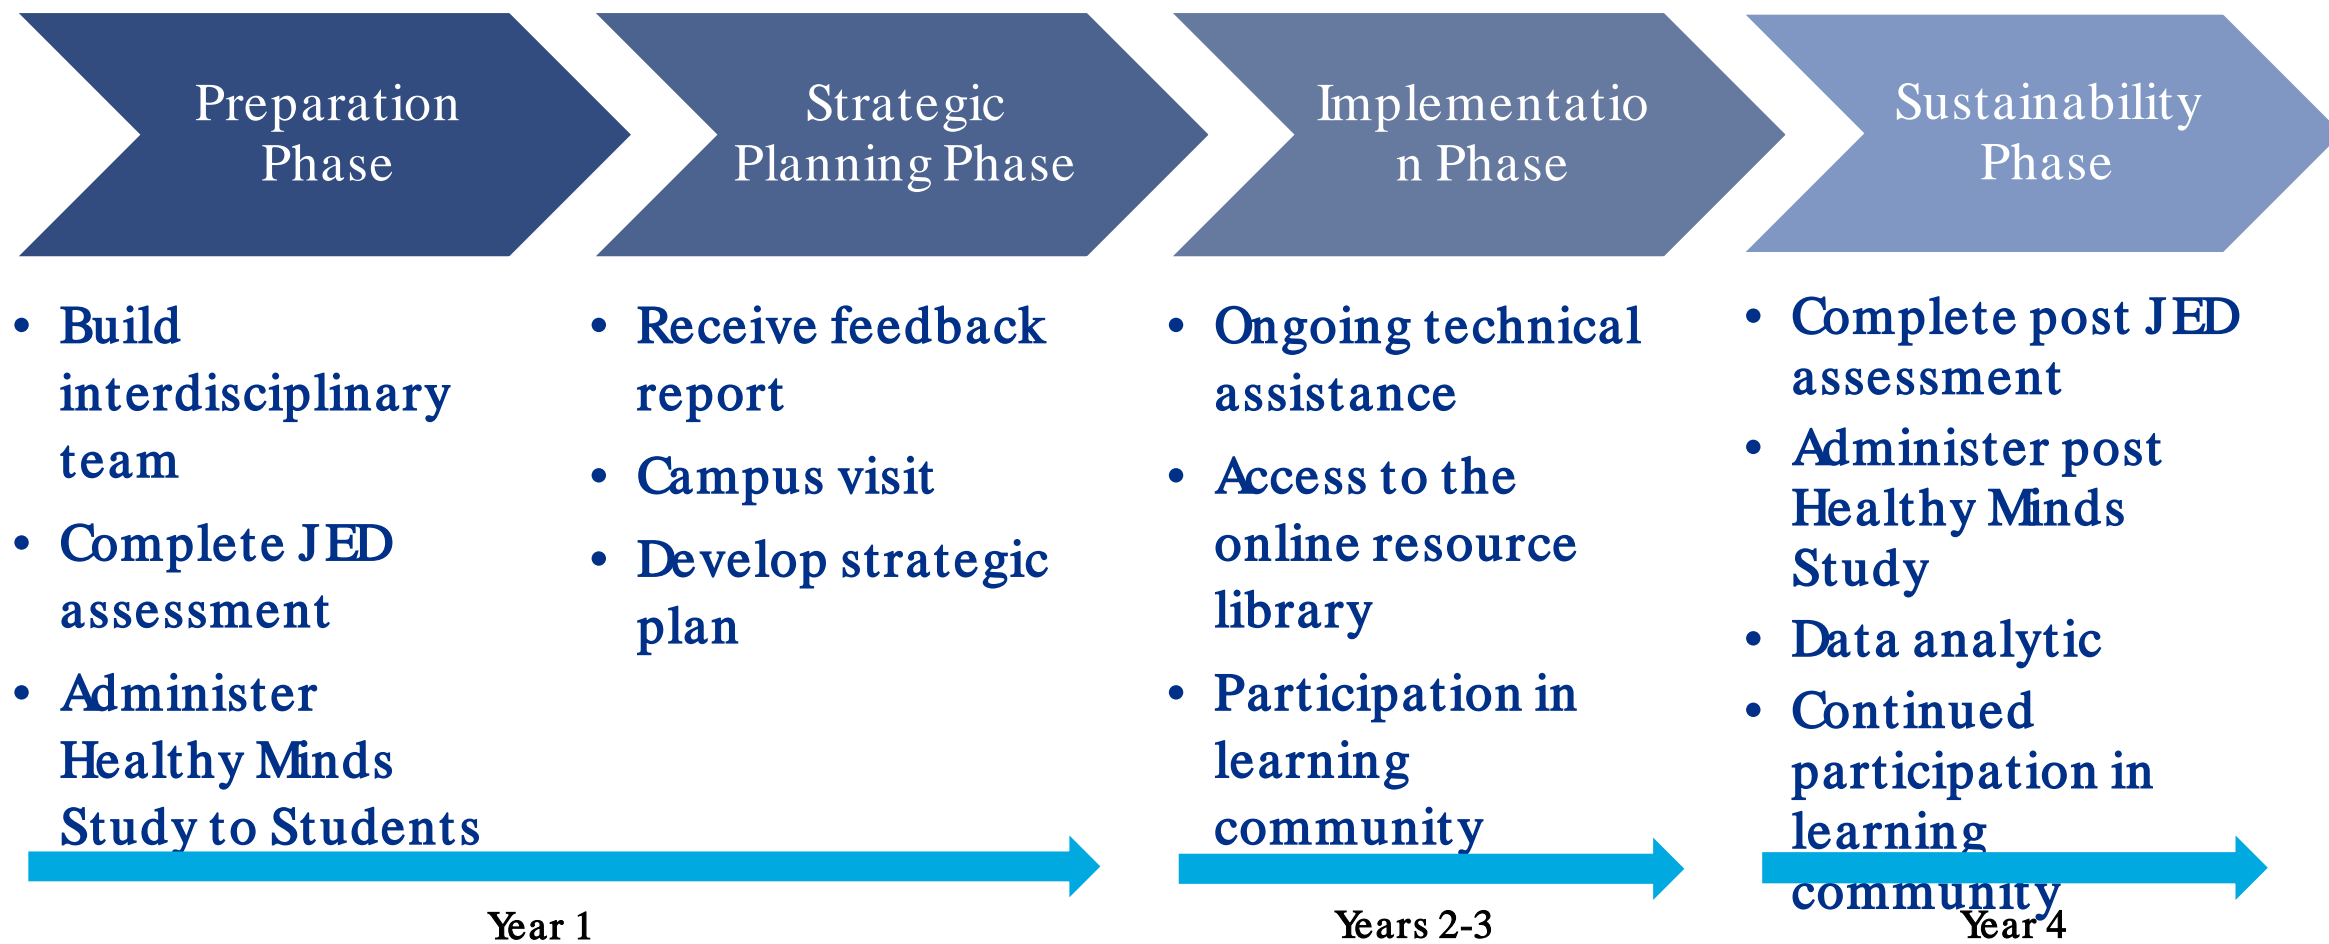 Preparation
Phase
Strategic
Planning Phase
Implementatio
n Phase
Sustainability
Phase
• Build
interdisciplinary
team
• Complete JED
assessment
• Administer
Healthy Minds
Study to Students
• Receive feedback
report
• Campus visit
• Develop strategic
plan
• Ongoing technical
assistance
• Access to the
online resource
library
• Participation in
learning
community
• Complete post JED
assessment
• Administer post
Healthy Minds
Study
• Data analytic
• Continued
participation in
learning
community
Year 1
Years 2-3
Year 4